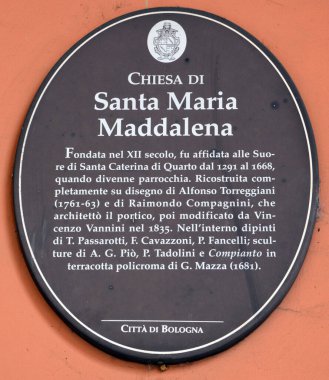 CHIESA DI
SANTA MARIA
MADDALENA
Fondata nel XII secolo, fu affidata alle Suo-
re di Santa Caterina di Quarto dal 1291 al 1668,
quando divenne parrocchia. Ricostruita com-
pletamente su disegno di Alfonso Torreggiani
(1761-63) e di Raimondo Compagnini, che
architettò il portico, poi modificato da Vin-
cenzo Vannini nel 1835. Nell'interno dipinti
di T. Passarotti, F. Cavazzoni, P. Fancelli; scul-
ture di A. G. Piò, P. Tadolini e Compianto in
terracotta policroma di G. Mazza (1681).
CITTÀ DI BOLOGNA